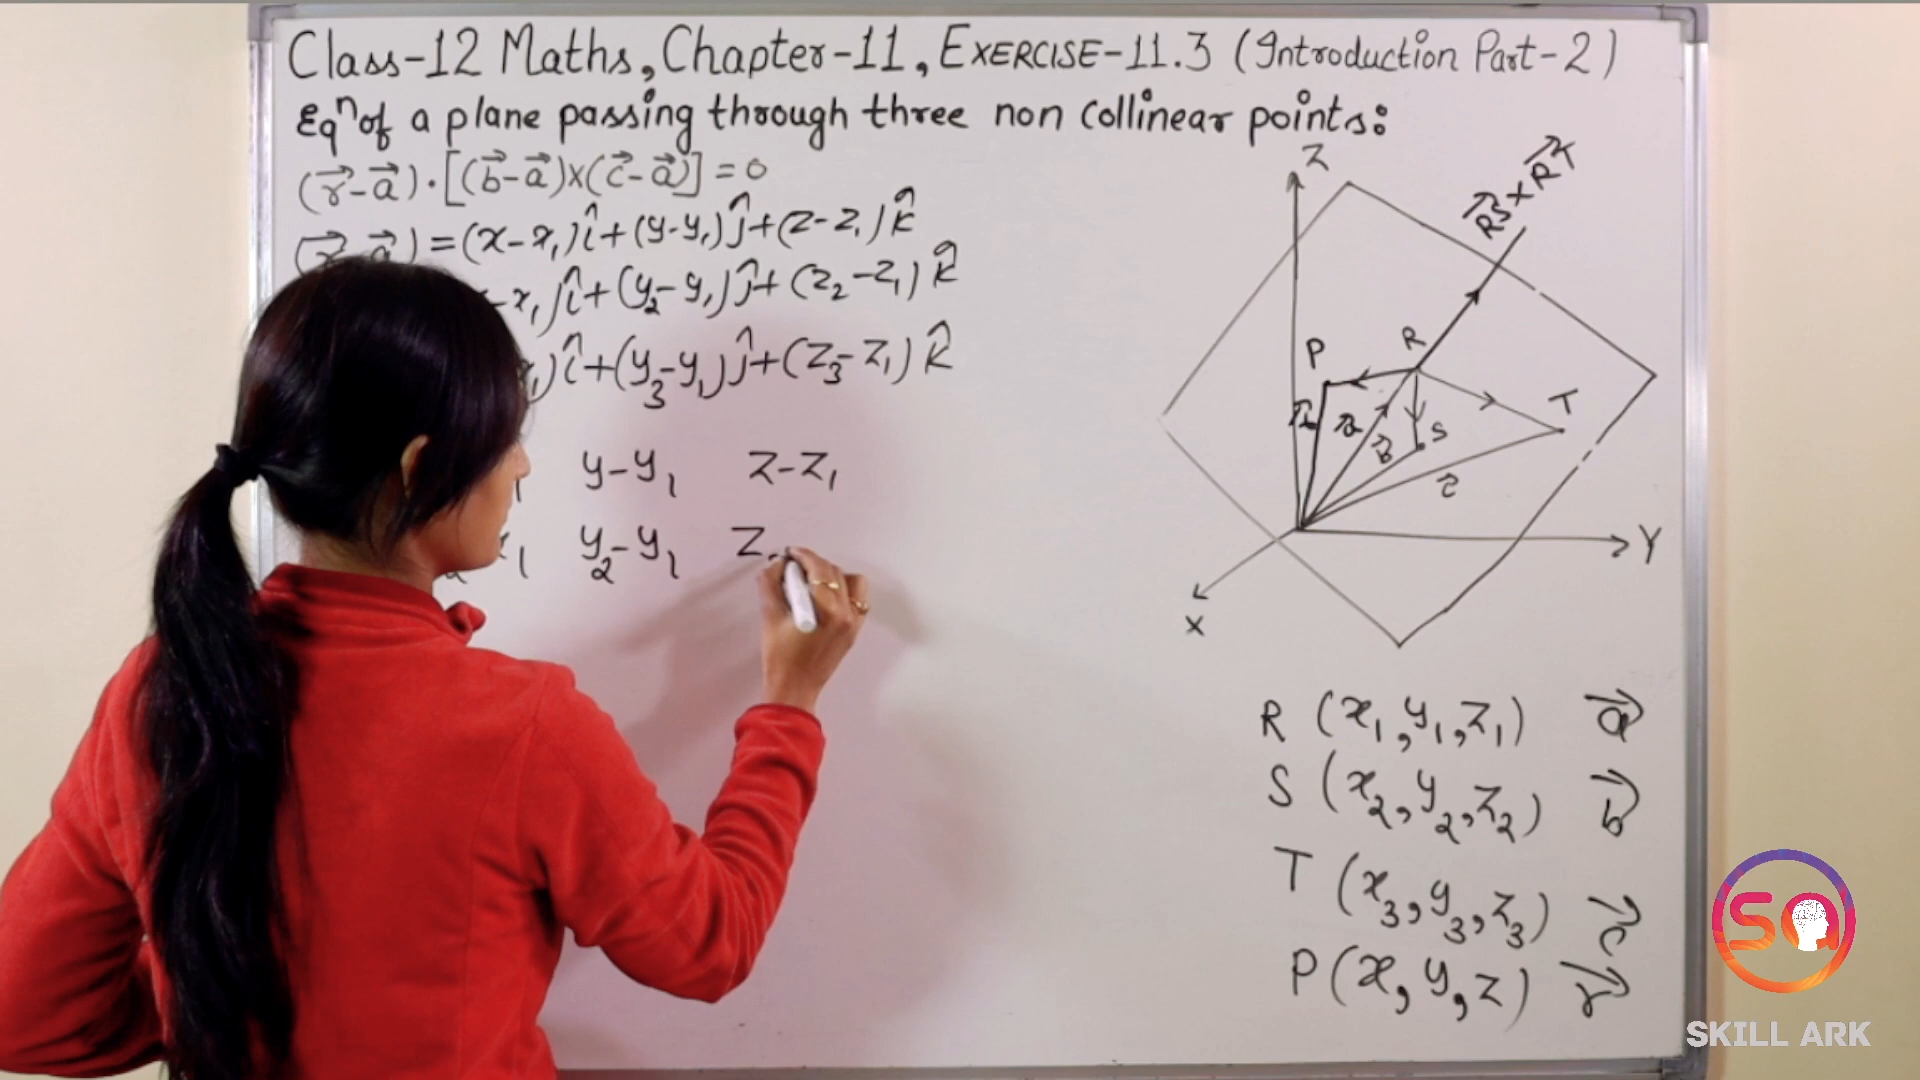 Class-12 Maths, Chapter-11, EXERCISE-11.3 (Introduction Part-2)
Eqⁿ of a plane passing through three non collinear points:
(r⃗-a⃗)·[(b⃗-a⃗)×(c⃗-a⃗)]=0
(r⃗-a⃗)=(x-x₁)î+(y-y₁)ĵ+(z-z₁)k̂
-x₁)î+(y₂-y₁)ĵ+(z₂-z₁)k̂
)î+(y₃-y₁)ĵ+(z₃-z₁)k̂
y-y₁ z-z₁
y₂-y₁ z
Z
R⃗S×R⃗T
P
R
T
S
r⃗
a⃗
b⃗
c⃗
Y
X
R (x₁,y₁,z₁) a⃗
S (x₂,y₂,z₂) b⃗
T (x₃,y₃,z₃) c⃗
P(x,y,z) r⃗
sa
SKILL ARK